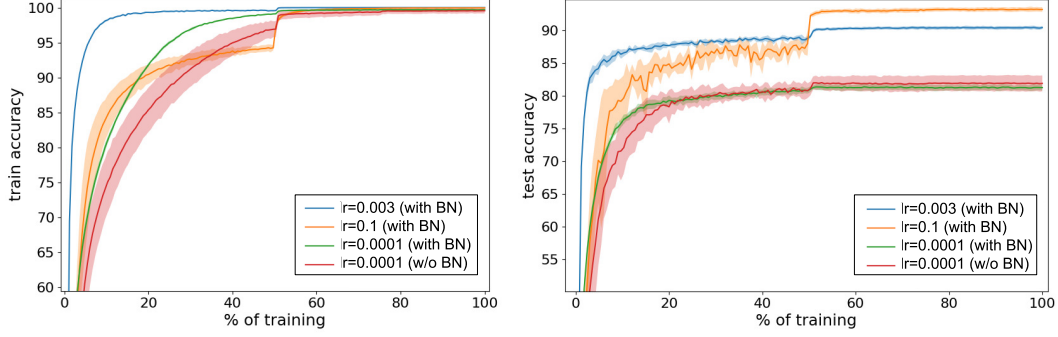 100
95
90
85
80
75
70
65
60
train accuracy
0 20 40 60 80 100
% of training
lr=0.003 (with BN)
lr=0.1 (with BN)
lr=0.0001 (with BN)
lr=0.0001 (w/o BN)
90
85
80
75
70
65
60
55
test accuracy
0 20 40 60 80 100
% of training
lr=0.003 (with BN)
lr=0.1 (with BN)
lr=0.0001 (with BN)
lr=0.0001 (w/o BN)